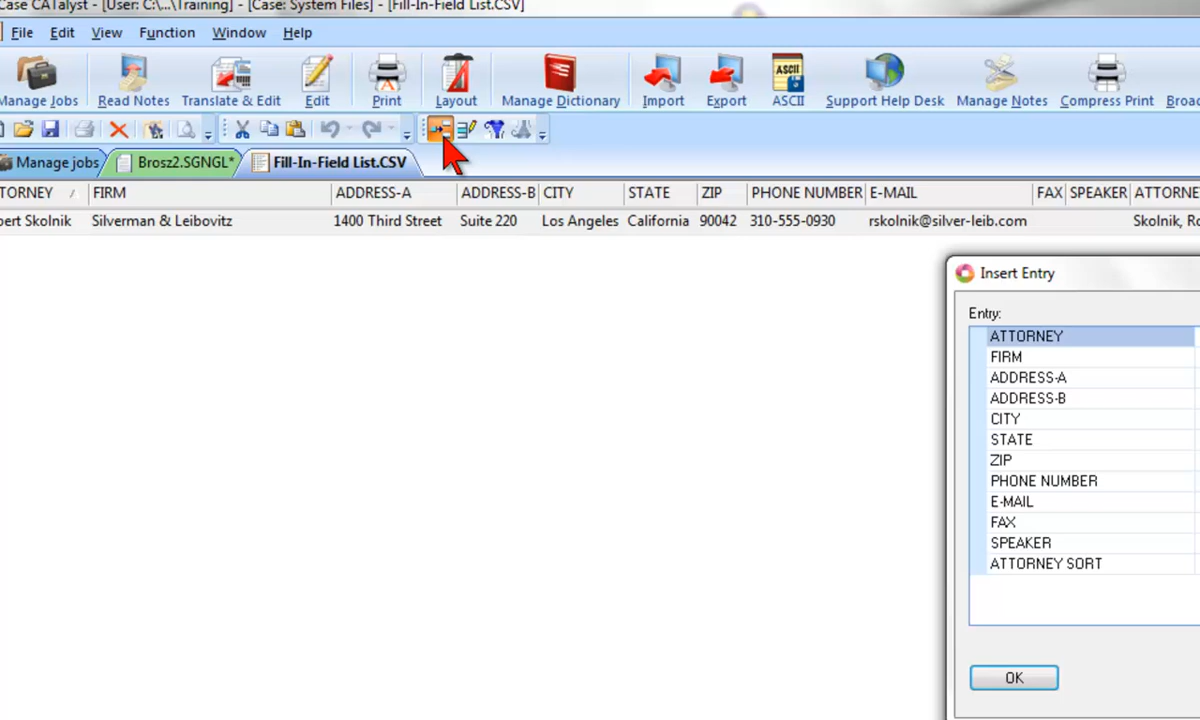 Case CATalyst - [User: C:\...\Training] - [Case: System Files] - [Fill-In-Field List.CSV]
File Edit View Function Window Help
Manage Jobs Read Notes Translate & Edit Edit Print Layout Manage Dictionary Import Export ASCII ASCII Support Help Desk Manage Notes Compress Print Broad
Manage jobs Brosz2.SGNGL* Fill-In-Field List.CSV
TORNEY FIRM ADDRESS-A ADDRESS-B CITY STATE ZIP PHONE NUMBER E-MAIL FAX SPEAKER ATTORNE
bert Skolnik Silverman & Leibovitz 1400 Third Street Suite 220 Los Angeles California 90042 310-555-0930 rskolnik@silver-leib.com Skolnik, Ro
Insert Entry
Entry:
ATTORNEY
FIRM
ADDRESS-A
ADDRESS-B
CITY
STATE
ZIP
PHONE NUMBER
E-MAIL
FAX
SPEAKER
ATTORNEY SORT
OK